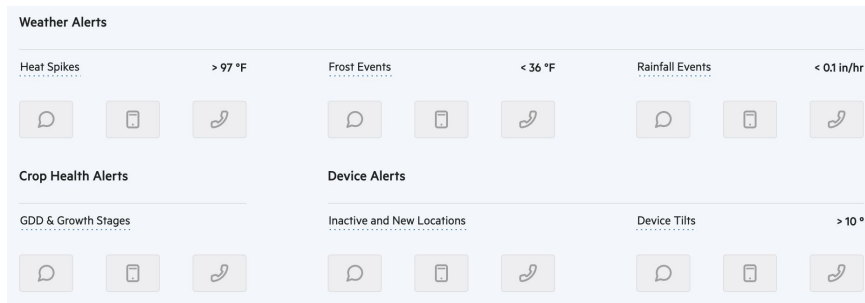 Weather Alerts
Heat Spikes > 97 °F Frost Events < 36 °F Rainfall Events < 0.1 in/hr
Crop Health Alerts Device Alerts
GDD & Growth Stages Inactive and New Locations Device Tilts > 10 °